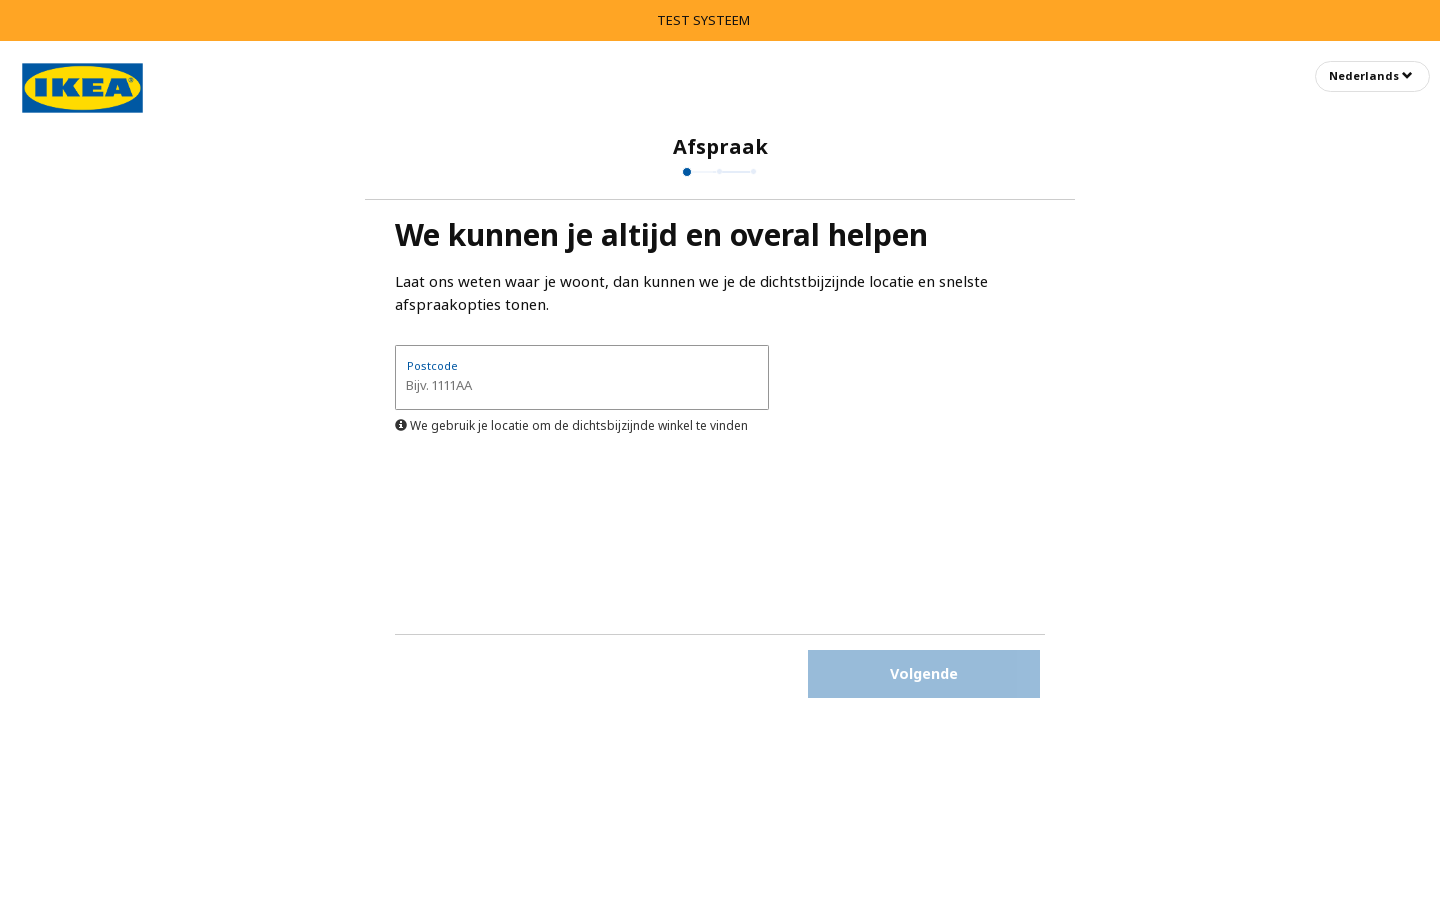 TEST SYSTEEM
IKEA®
Nederlands
Afspraak
We kunnen je altijd en overal helpen
Laat ons weten waar je woont, dan kunnen we je de dichtstbijzijnde locatie en snelste
afspraakopties tonen.
Postcode
Bijv. 1111AA
We gebruik je locatie om de dichtsbijzijnde winkel te vinden
Volgende